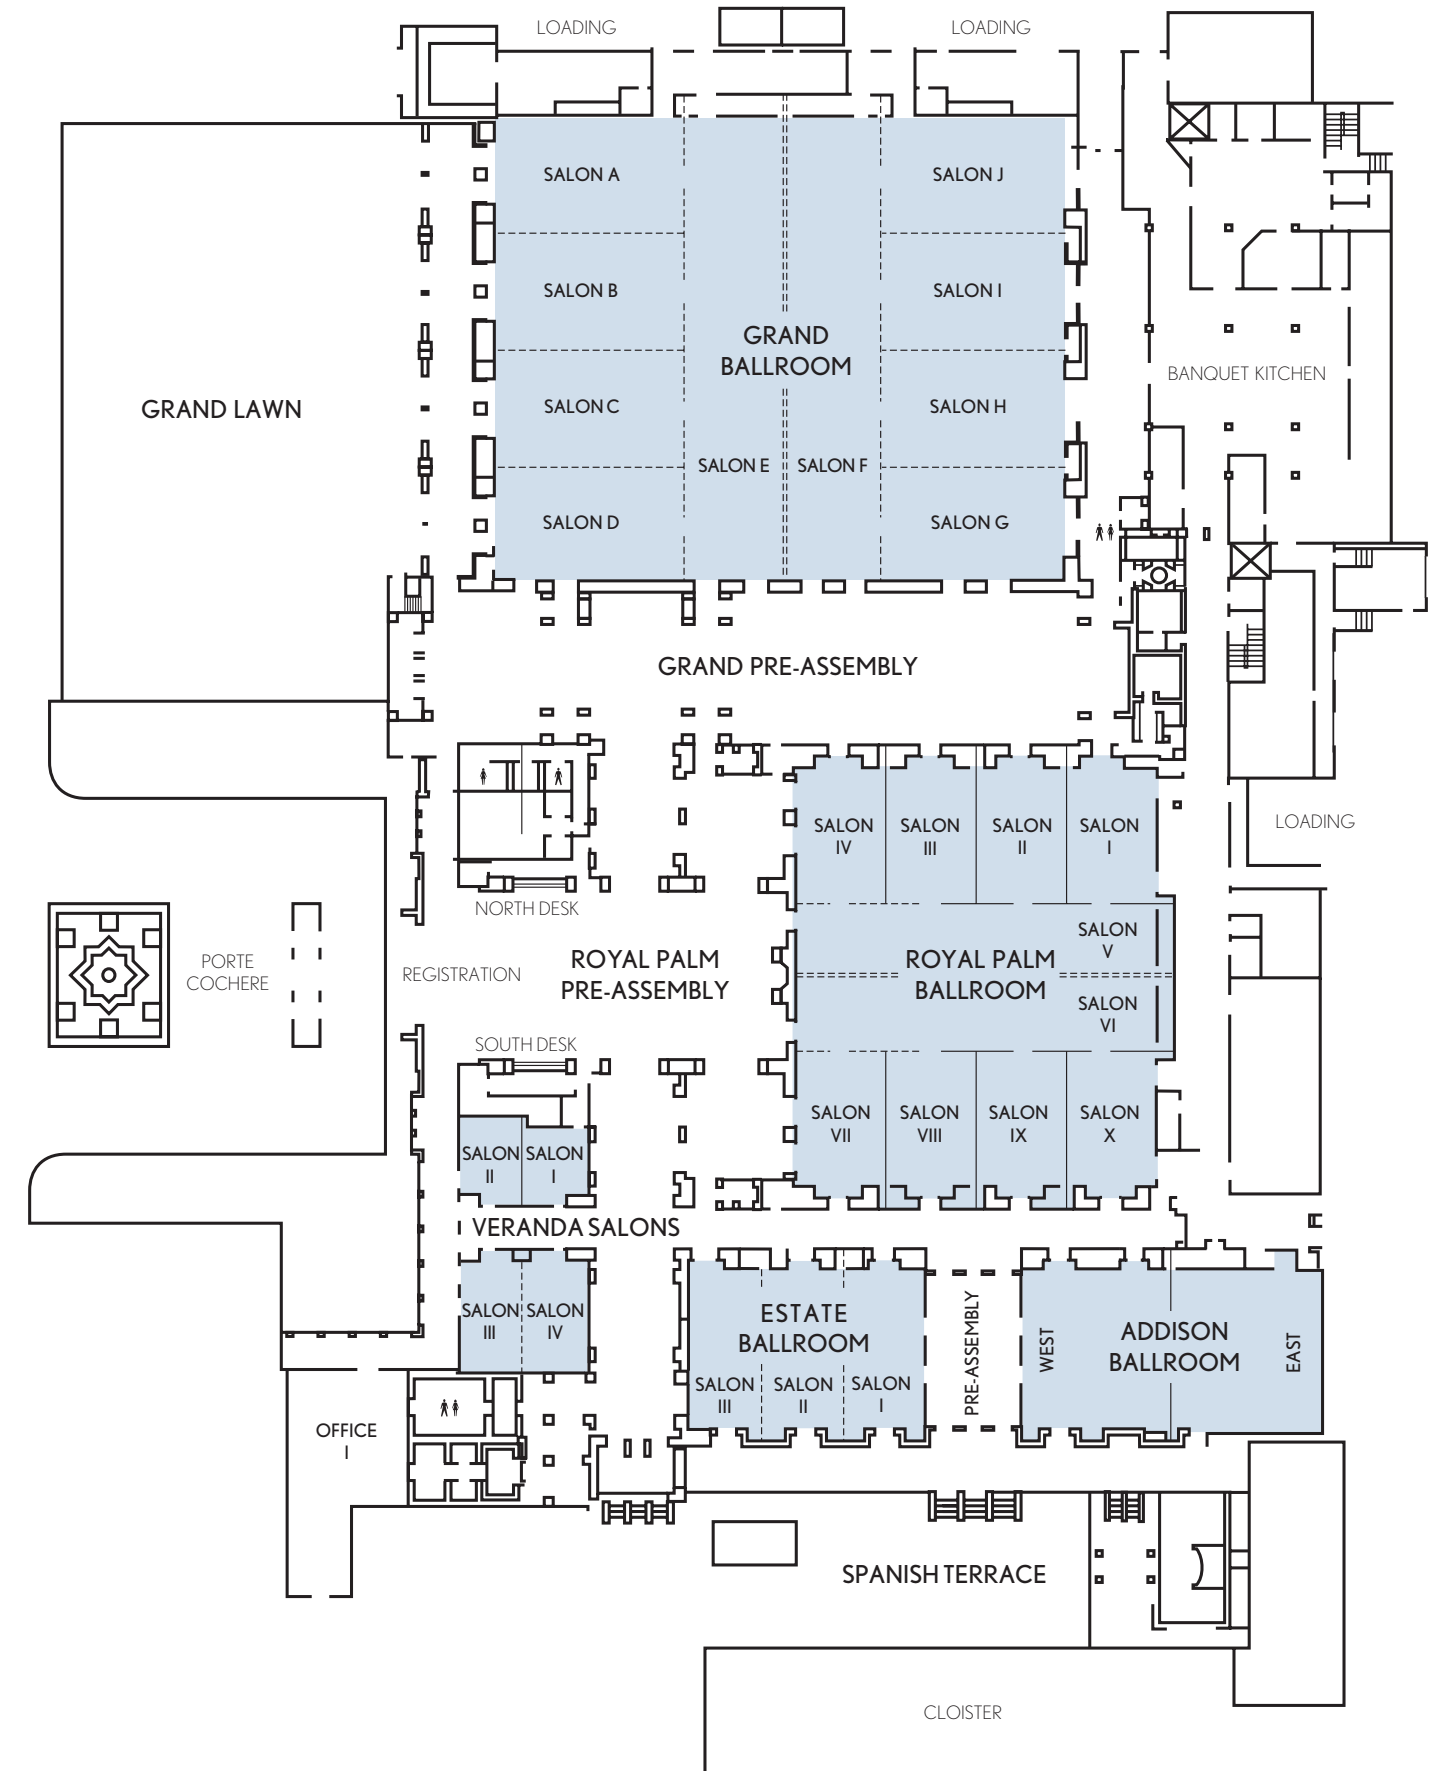 LOADING
LOADING
SALON A
SALON J
SALON B
SALON I
GRAND
BALLROOM
BANQUET KITCHEN
GRAND LAWN
SALON C
SALON H
SALON E
SALON F
SALON D
SALON G
GRAND PRE-ASSEMBLY
SALON
IV
SALON
III
SALON
II
SALON
I
LOADING
NORTH DESK
SALON
V
PORTE
COCHERE
REGISTRATION
ROYAL PALM
PRE-ASSEMBLY
ROYAL PALM
BALLROOM
SALON
VI
SOUTH DESK
SALON
VII
SALON
VIII
SALON
IX
SALON
X
SALON
II
SALON
I
VERANDA SALONS
SALON
III
SALON
IV
ESTATE
BALLROOM
SALON
III
SALON
II
SALON
I
PRE-ASSEMBLY
WEST
ADDISON
BALLROOM
EAST
OFFICE
I
SPANISH TERRACE
CLOISTER